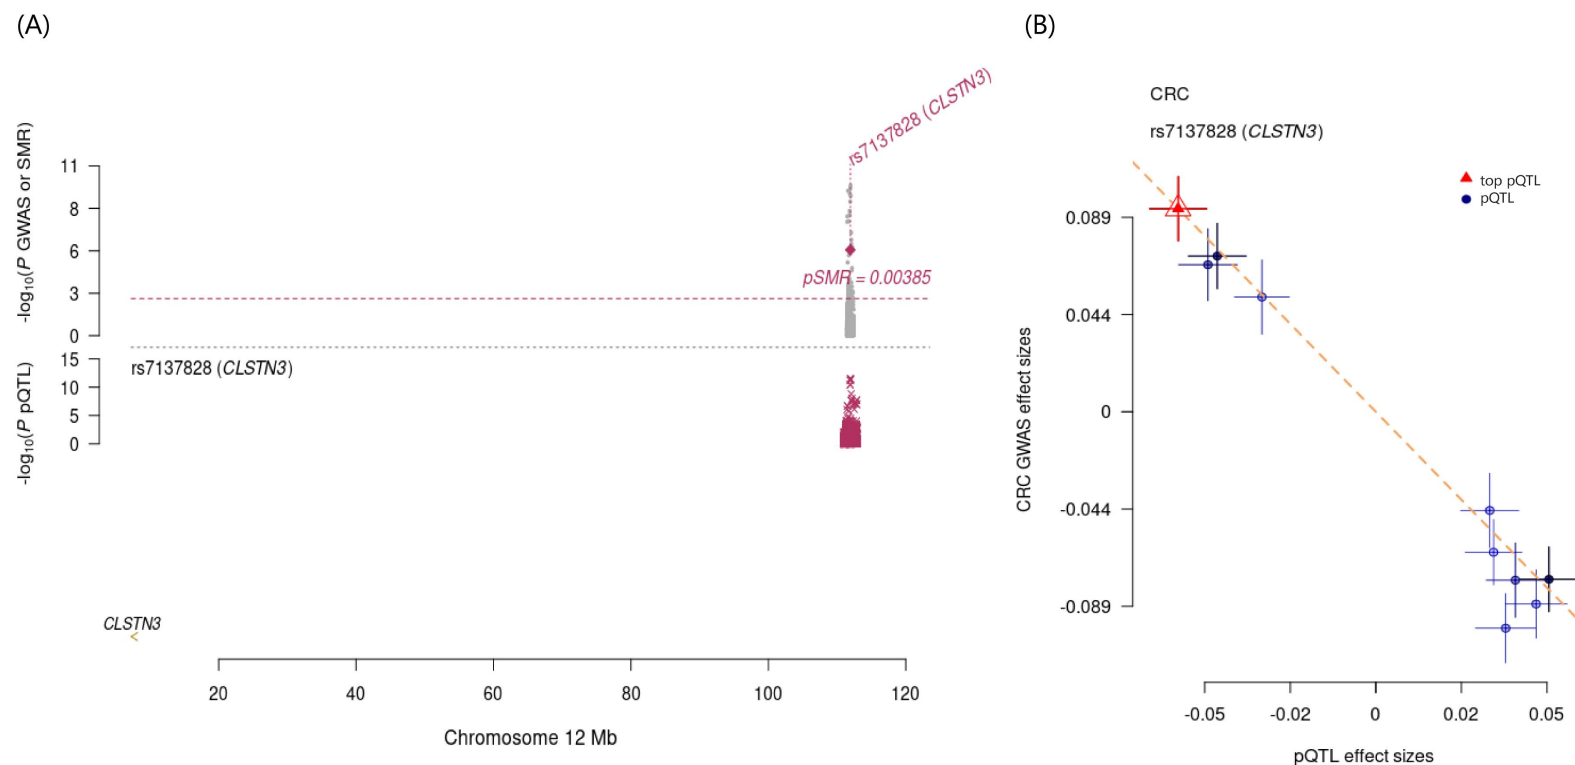 (A)
rs7137828 (CLSTN3)
-log10(P GWAS or SMR)
11
8
6
3
0
pSMR = 0.00385
rs7137828 (CLSTN3)
-log10(P pQTL)
15
10
5
0
CLSTN3
20 40 60 80 100 120
Chromosome 12 Mb
(B)
CRC
rs7137828 (CLSTN3)
top pQTL
pQTL
CRC GWAS effect sizes
0.089
0.044
0
-0.044
-0.089
-0.05 -0.02 0 0.02 0.05
pQTL effect sizes